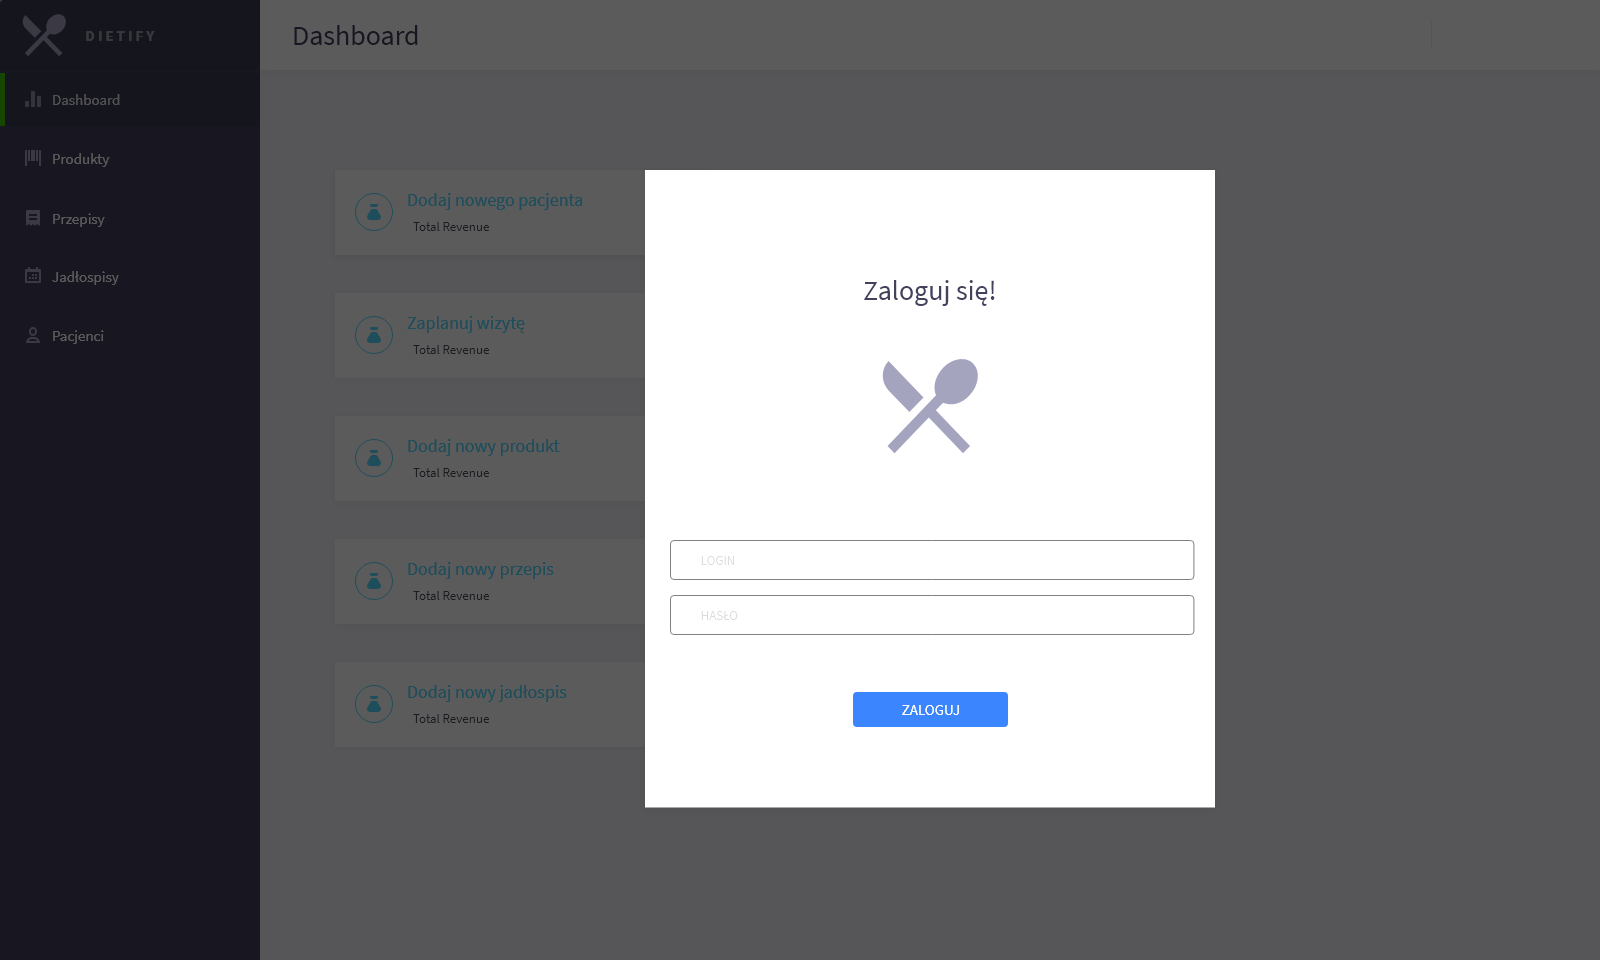 DIETIFY
Dashboard
Dashboard
Produkty
Przepisy
Jadłospisy
Pacjenci
Dodaj nowego pacjenta
Total Revenue
Zaplanuj wizytę
Total Revenue
Dodaj nowy produkt
Total Revenue
Dodaj nowy przepis
Total Revenue
Dodaj nowy jadłospis
Total Revenue
Zaloguj się!
LOGIN
HASŁO
ZALOGUJ